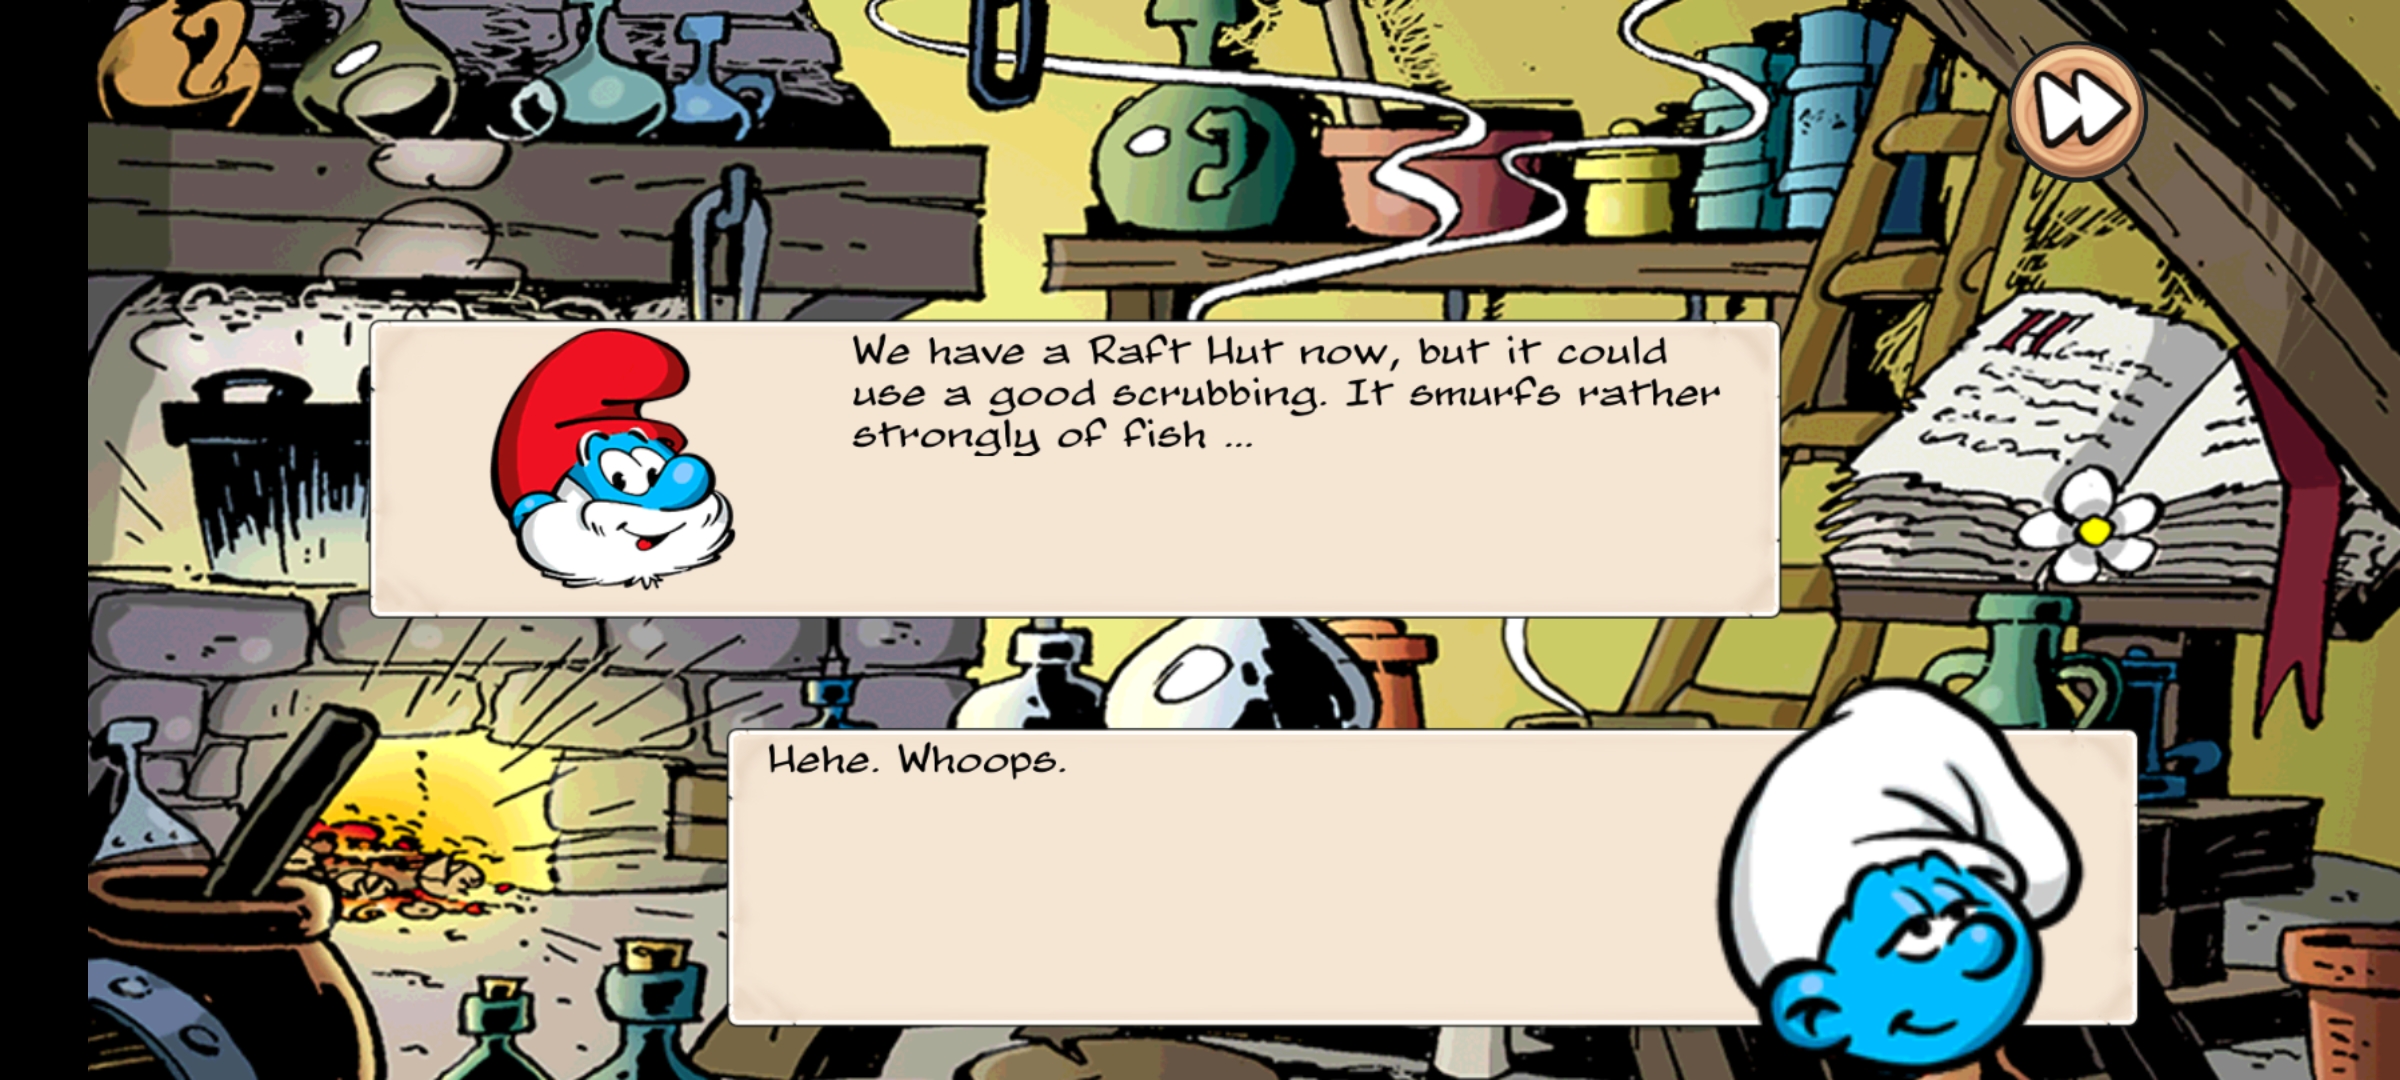 We have a Raft Hut now, but it could
use a good scrubbing. It smurfs rather
strongly of fish ...
Hehe. Whoops.